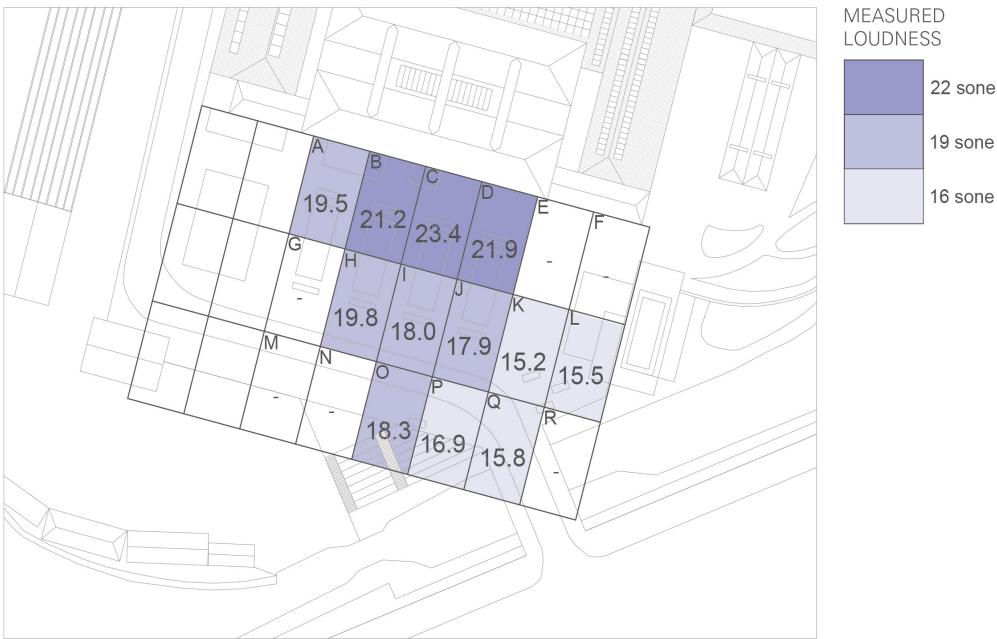 MEASURED
LOUDNESS
22 sone
19 sone
16 sone
A
19.5
B
21.2
C
23.4
D
21.9
E
-
F
-
G
-
H
19.8
I
18.0
J
17.9
K
15.2
L
15.5
M
-
N
-
O
18.3
P
16.9
Q
15.8
R
-